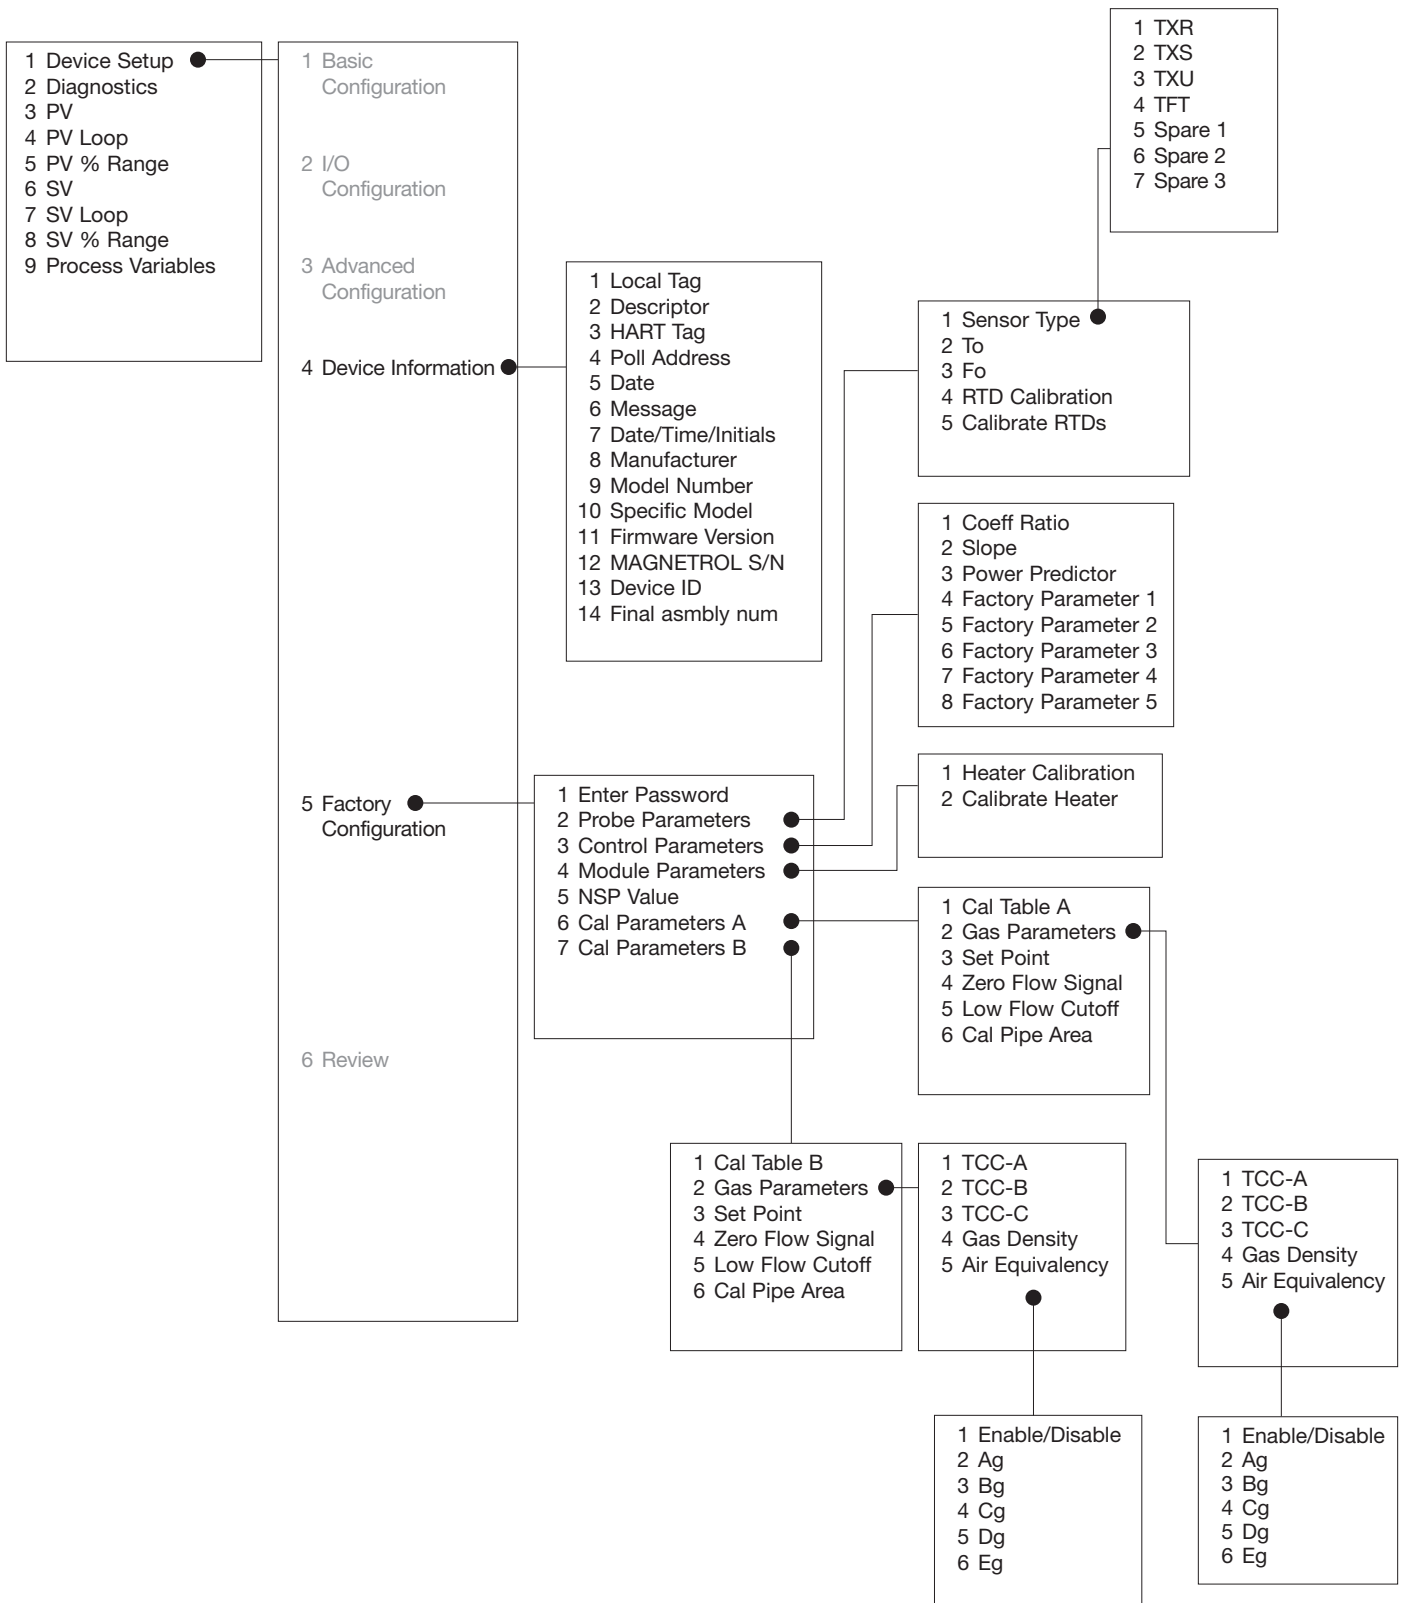 1 Device Setup
2 Diagnostics
3 PV
4 PV Loop
5 PV % Range
6 SV
7 SV Loop
8 SV % Range
9 Process Variables
1 Basic
Configuration
2 I/O
Configuration
3 Advanced
Configuration
4 Device Information
5 Factory
Configuration
6 Review
1 Local Tag
2 Descriptor
3 HART Tag
4 Poll Address
5 Date
6 Message
7 Date/Time/Initials
8 Manufacturer
9 Model Number
10 Specific Model
11 Firmware Version
12 MAGNETROL S/N
13 Device ID
14 Final asmbly num
1 Enter Password
2 Probe Parameters
3 Control Parameters
4 Module Parameters
5 NSP Value
6 Cal Parameters A
7 Cal Parameters B
1 TXR
2 TXS
3 TXU
4 TFT
5 Spare 1
6 Spare 2
7 Spare 3
1 Sensor Type
2 To
3 Fo
4 RTD Calibration
5 Calibrate RTDs
1 Coeff Ratio
2 Slope
3 Power Predictor
4 Factory Parameter 1
5 Factory Parameter 2
6 Factory Parameter 3
7 Factory Parameter 4
8 Factory Parameter 5
1 Heater Calibration
2 Calibrate Heater
1 Cal Table A
2 Gas Parameters
3 Set Point
4 Zero Flow Signal
5 Low Flow Cutoff
6 Cal Pipe Area
1 Cal Table B
2 Gas Parameters
3 Set Point
4 Zero Flow Signal
5 Low Flow Cutoff
6 Cal Pipe Area
1 TCC-A
2 TCC-B
3 TCC-C
4 Gas Density
5 Air Equivalency
1 TCC-A
2 TCC-B
3 TCC-C
4 Gas Density
5 Air Equivalency
1 Enable/Disable
2 Ag
3 Bg
4 Cg
5 Dg
6 Eg
1 Enable/Disable
2 Ag
3 Bg
4 Cg
5 Dg
6 Eg